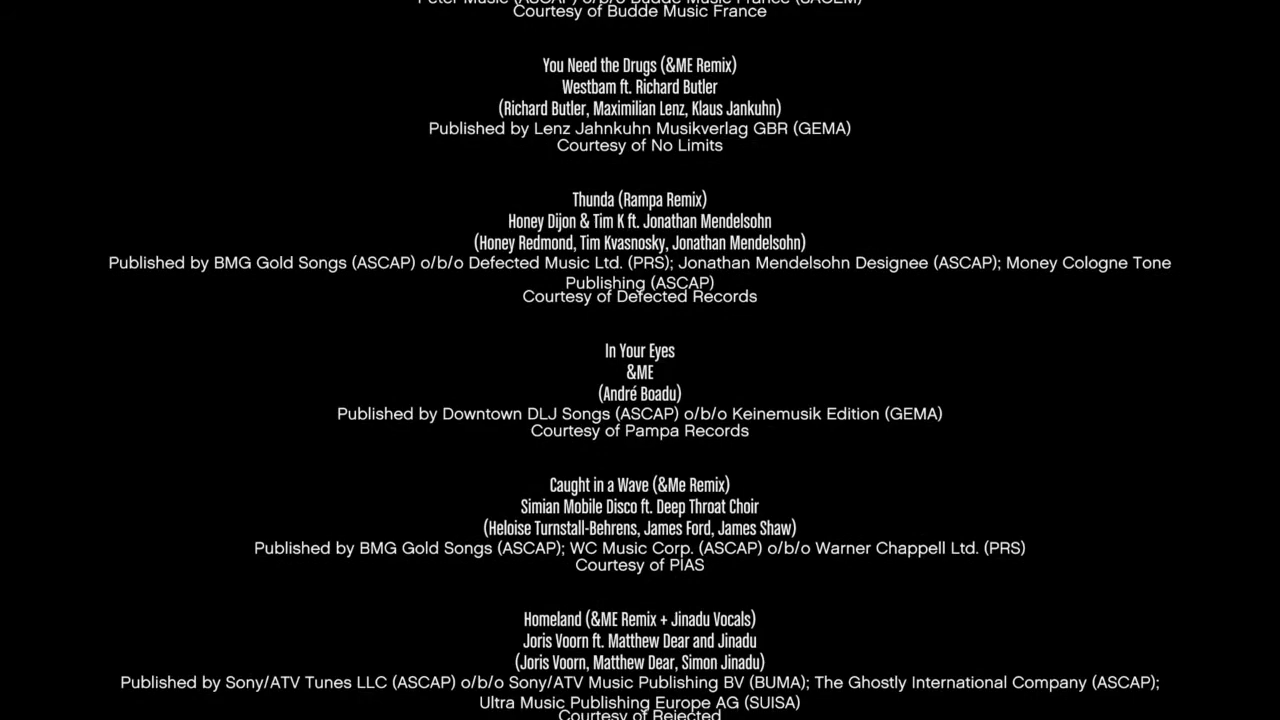 Peter Music (ASCAP) o/b/o Budde Music France (SACEM)
Courtesy of Budde Music France
You Need the Drugs (&ME Remix)
Westbam ft. Richard Butler
(Richard Butler, Maximilian Lenz, Klaus Jankuhn)
Published by Lenz Jahnkuhn Musikverlag GBR (GEMA)
Courtesy of No Limits
Thunda (Rampa Remix)
Honey Dijon & Tim K ft. Jonathan Mendelsohn
(Honey Redmond, Tim Kvasnosky, Jonathan Mendelsohn)
Published by BMG Gold Songs (ASCAP) o/b/o Defected Music Ltd. (PRS); Jonathan Mendelsohn Designee (ASCAP); Money Cologne Tone
Publishing (ASCAP)
Courtesy of Defected Records
In Your Eyes
&ME
(André Boadu)
Published by Downtown DLJ Songs (ASCAP) o/b/o Keinemusik Edition (GEMA)
Courtesy of Pampa Records
Caught in a Wave (&Me Remix)
Simian Mobile Disco ft. Deep Throat Choir
(Heloise Turnstall-Behrens, James Ford, James Shaw)
Published by BMG Gold Songs (ASCAP); WC Music Corp. (ASCAP) o/b/o Warner Chappell Ltd. (PRS)
Courtesy of PIAS
Homeland (&ME Remix + Jinadu Vocals)
Joris Voorn ft. Matthew Dear and Jinadu
(Joris Voorn, Matthew Dear, Simon Jinadu)
Published by Sony/ATV Tunes LLC (ASCAP) o/b/o Sony/ATV Music Publishing BV (BUMA); The Ghostly International Company (ASCAP);
Ultra Music Publishing Europe AG (SUISA)
Courtesy of Rejected